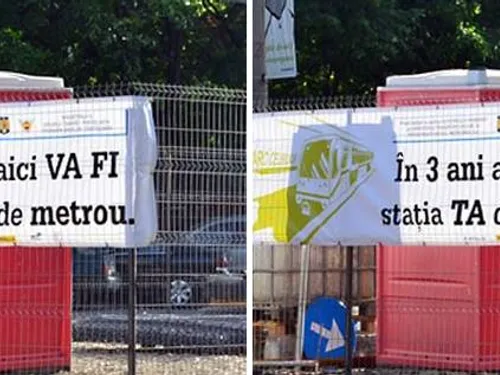 aici VA FI
de metrou.
În 3 ani a
stația TA